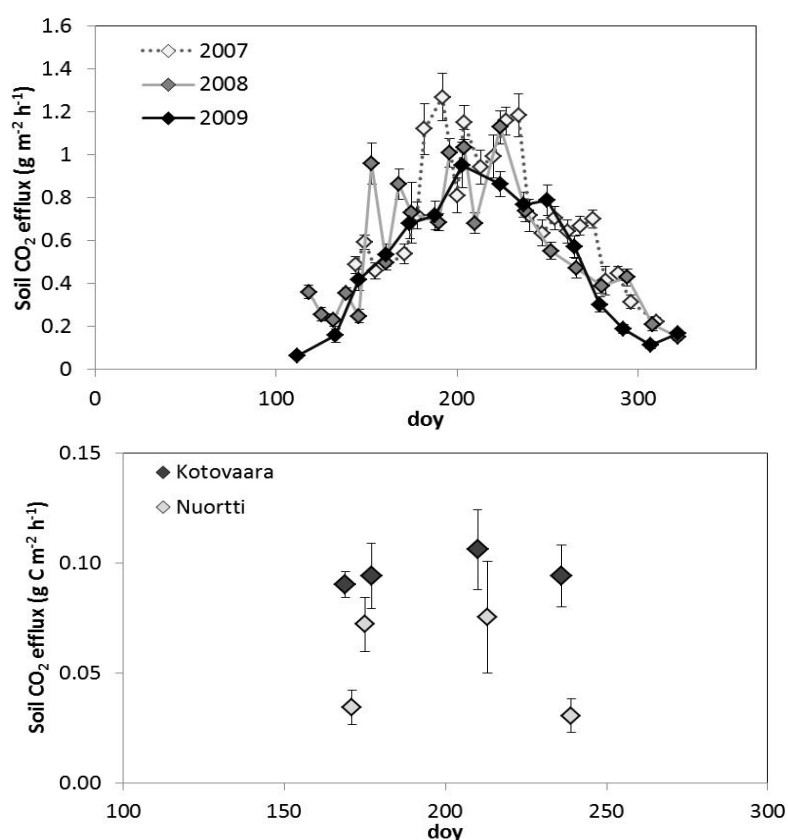 1.6
1.4
1.2
1
0.8
0.6
0.4
0.2
0
Soil CO₂ efflux (g m⁻² h⁻¹)
2007
2008
2009
0 100 200 300
doy
0.15
0.10
0.05
0.00
Soil CO₂ efflux (g C m⁻² h⁻¹)
Kotovaara
Nuortti
100 150 200 250 300
doy